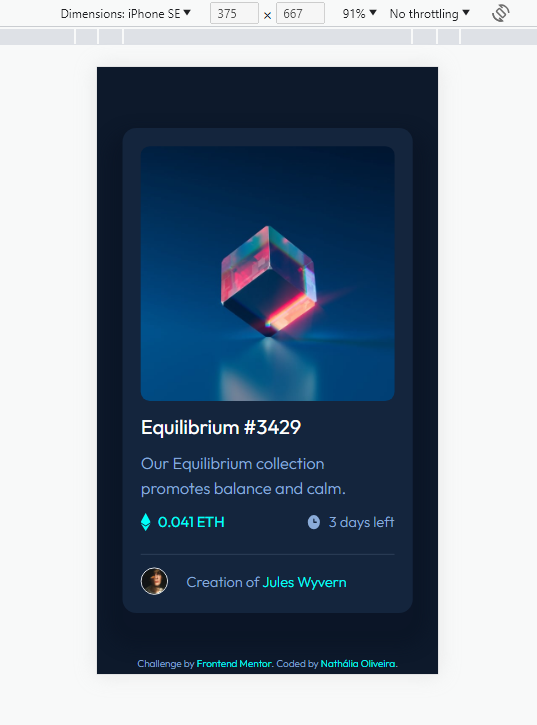 Dimensions: iPhone SE ▼ 375 x 667 91% ▼ No throttling ▼
Equilibrium #3429
Our Equilibrium collection
promotes balance and calm.
0.041 ETH 3 days left
Creation of Jules Wyvern
Challenge by Frontend Mentor. Coded by Nathália Oliveira.